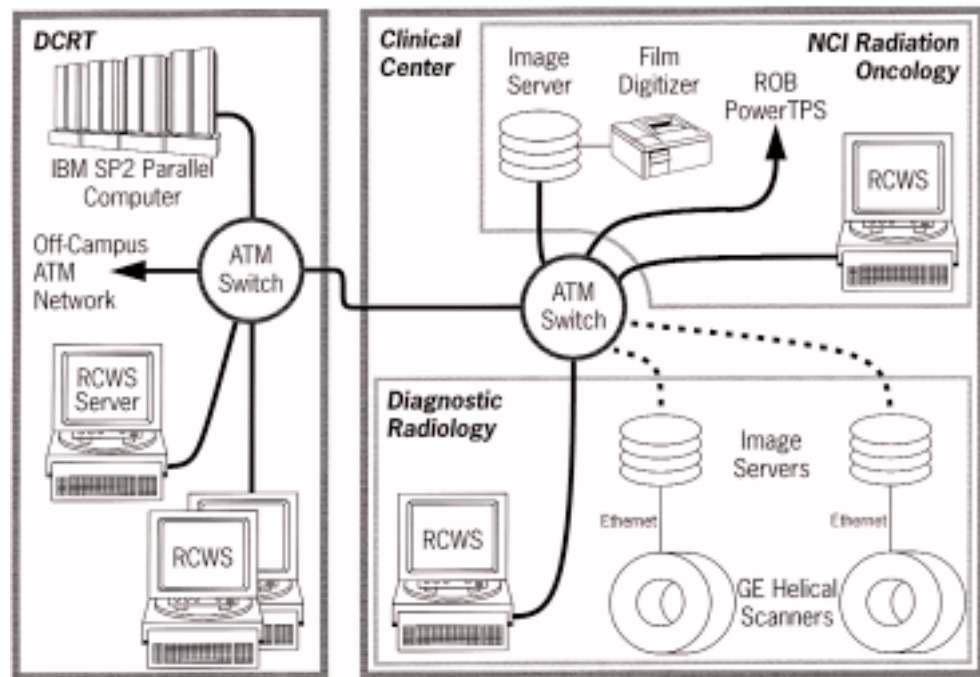 DCRT
IBM SP2 Parallel
Computer
Off-Campus
ATM
Network
ATM
Switch
RCWS
Server
RCWS
Clinical
Center
Image
Server
Film
Digitizer
NCI Radiation
Oncology
ROB
PowerTPS
RCWS
ATM
Switch
Diagnostic
Radiology
RCWS
Image
Servers
Ethernet
Ethernet
GE Helical
Scanners